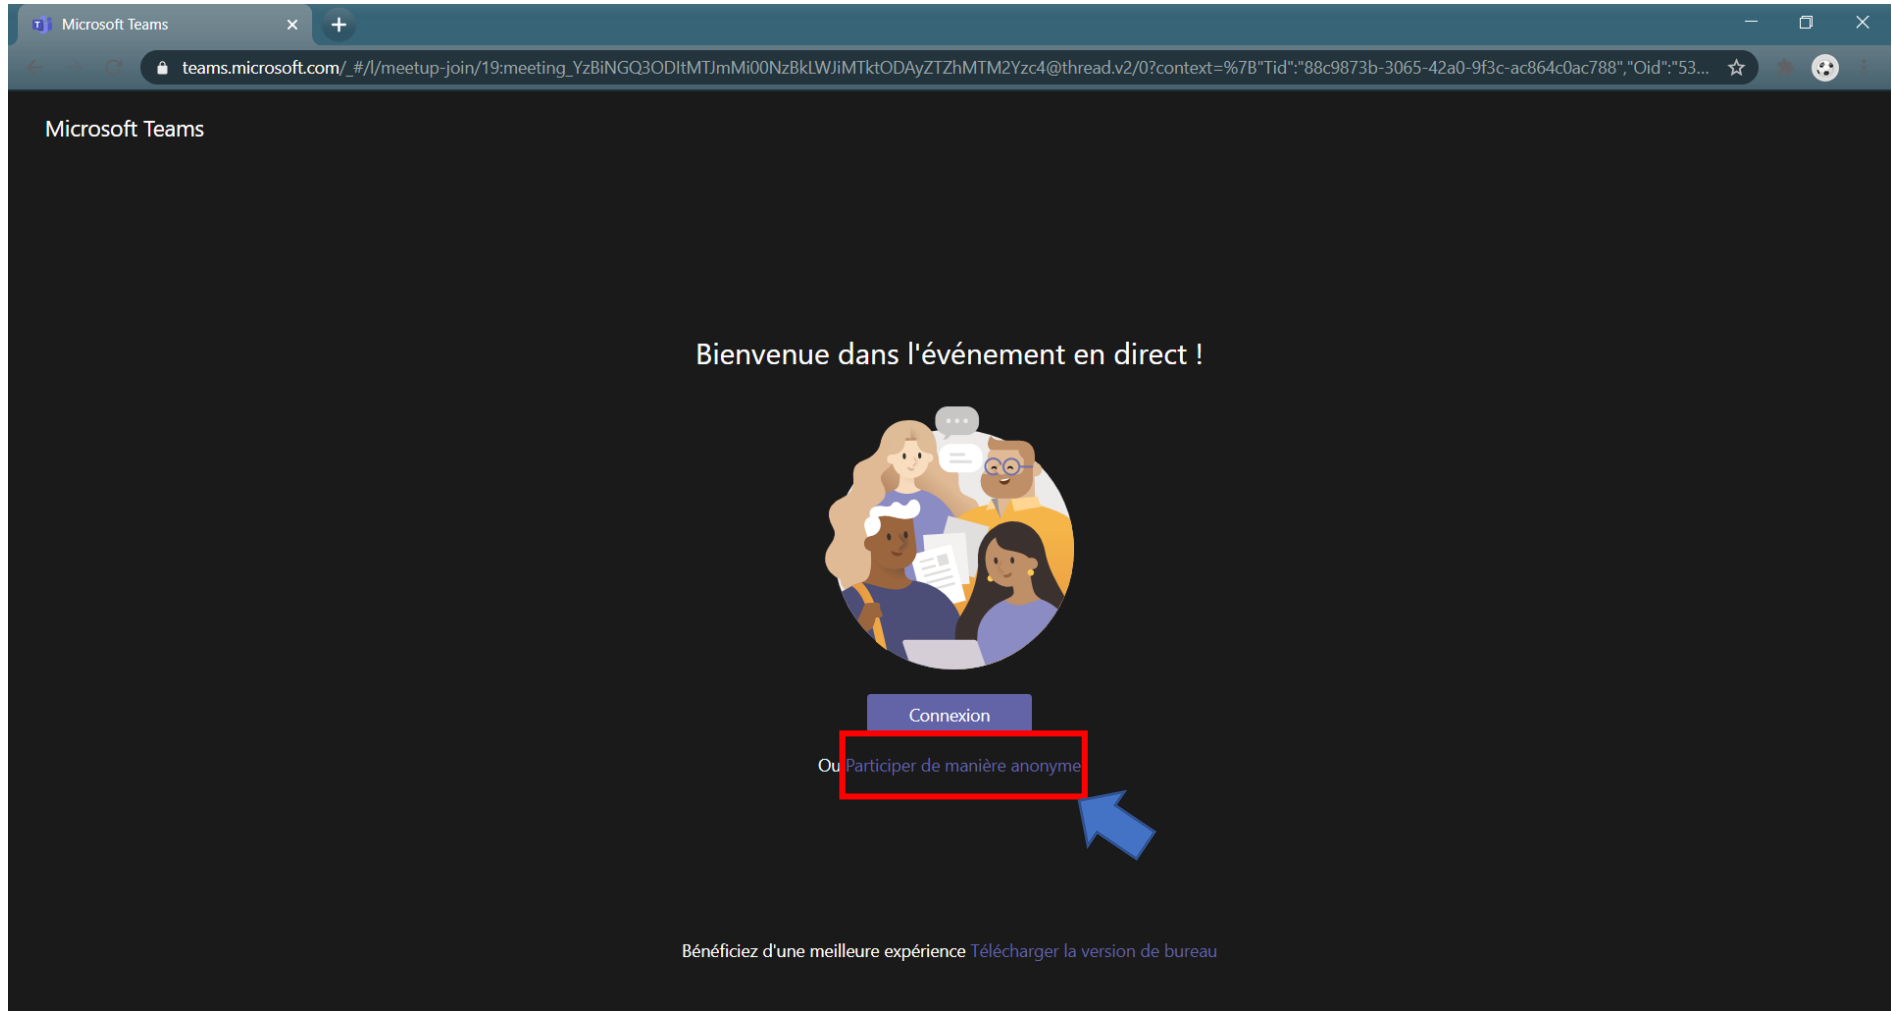 Microsoft Teams
teams.microsoft.com/_#/l/meetup-join/19:meeting_YzBiNGQ3ODItMTJmMi00NzBkLWJiMTktODAyZTZhMTM2Yzc4@thread.v2/0?context=%7B"Tid":"88c9873b-3065-42a0-9f3c-ac864c0ac788","Oid":"53...
Microsoft Teams
Bienvenue dans l'événement en direct !
Connexion
Ou Participer de manière anonyme
Bénéficiez d'une meilleure expérience Télécharger la version de bureau